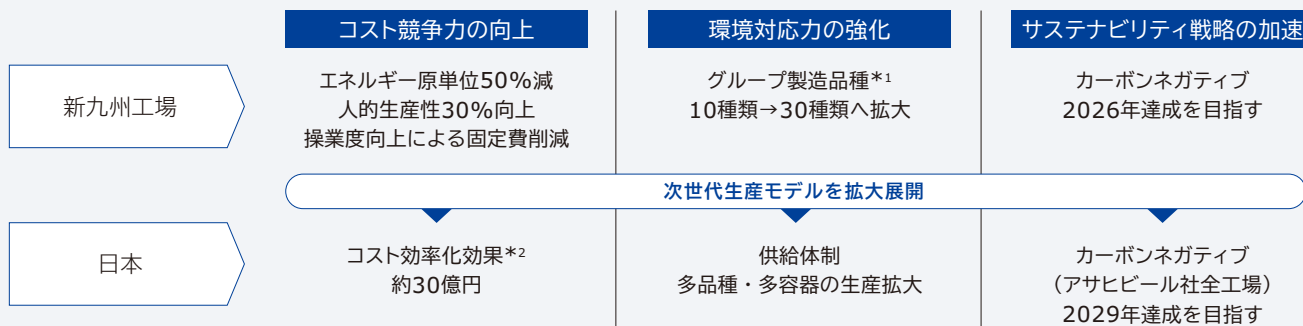 コスト競争力の向上
環境対応力の強化
サステナビリティ戦略の加速
新九州工場
エネルギー原単位50%減
人的生産性30%向上
操業度向上による固定費削減
グループ製造品種*1
10種類→30種類へ拡大
カーボンネガティブ
2026年達成を目指す
次世代生産モデルを拡大展開
日本
コスト効率化効果*2
約30億円
供給体制
多品種・多容器の生産拡大
カーボンネガティブ
（アサヒビール社全工場）
2029年達成を目指す